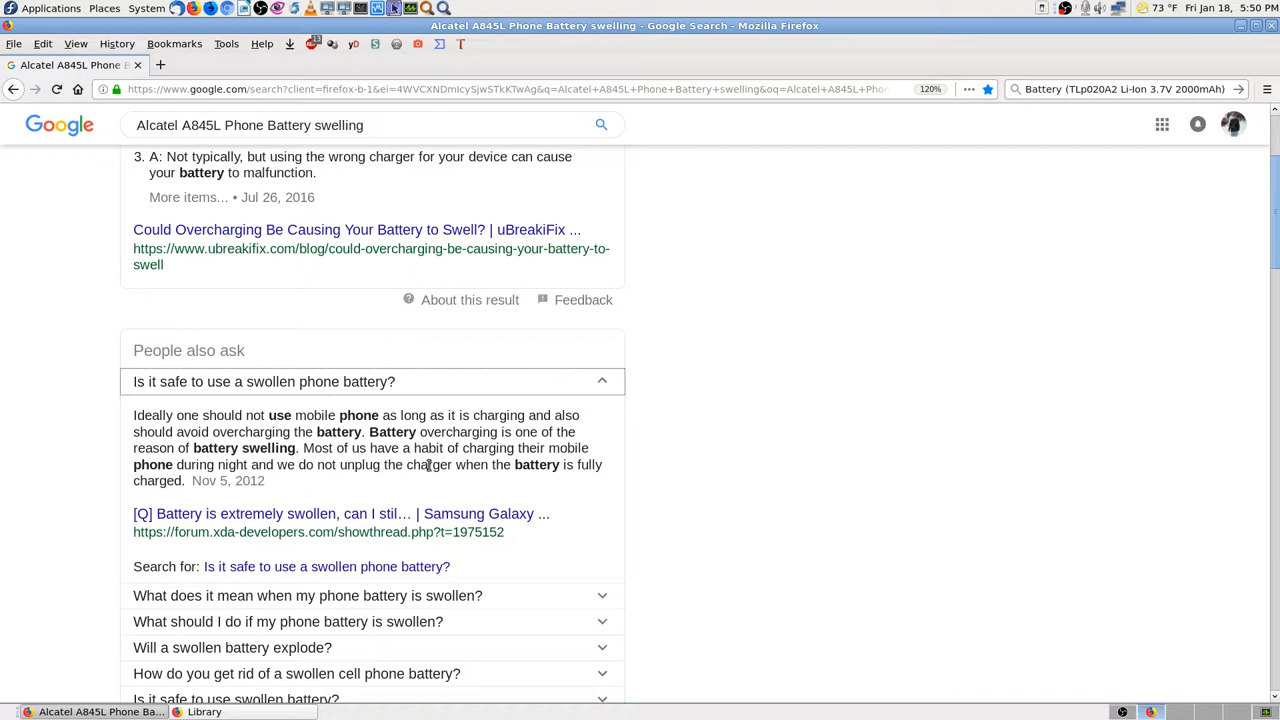 Applications Places System 73 °F Fri Jan 18, 5:50 PM
Alcatel A845L Phone Battery swelling - Google Search - Mozilla Firefox
File Edit View History Bookmarks Tools Help 13 yD S Σ T
G Alcatel A845L Phone B × +
https://www.google.com/search?client=firefox-b-1&ei=4WVCXNDmIcySjwSTkKTwAg&q=Alcatel+A845L+Phone+Battery+swelling&oq=Alcatel+A845L+Pho 120% ••• Battery (TLp020A2 Li-Ion 3.7V 2000mAh)
Google Alcatel A845L Phone Battery swelling
3. A: Not typically, but using the wrong charger for your device can cause
your battery to malfunction.
More items... • Jul 26, 2016
Could Overcharging Be Causing Your Battery to Swell? | uBreakiFix ...
https://www.ubreakifix.com/blog/could-overcharging-be-causing-your-battery-to-
swell
About this result Feedback
People also ask
Is it safe to use a swollen phone battery?
Ideally one should not use mobile phone as long as it is charging and also
should avoid overcharging the battery. Battery overcharging is one of the
reason of battery swelling. Most of us have a habit of charging their mobile
phone during night and we do not unplug the charger when the battery is fully
charged. Nov 5, 2012
[Q] Battery is extremely swollen, can I stil… | Samsung Galaxy ...
https://forum.xda-developers.com/showthread.php?t=1975152
Search for: Is it safe to use a swollen phone battery?
What does it mean when my phone battery is swollen?
What should I do if my phone battery is swollen?
Will a swollen battery explode?
How do you get rid of a swollen cell phone battery?
Is it safe to use swollen battery?
Alcatel A845L Phone Ba... Library